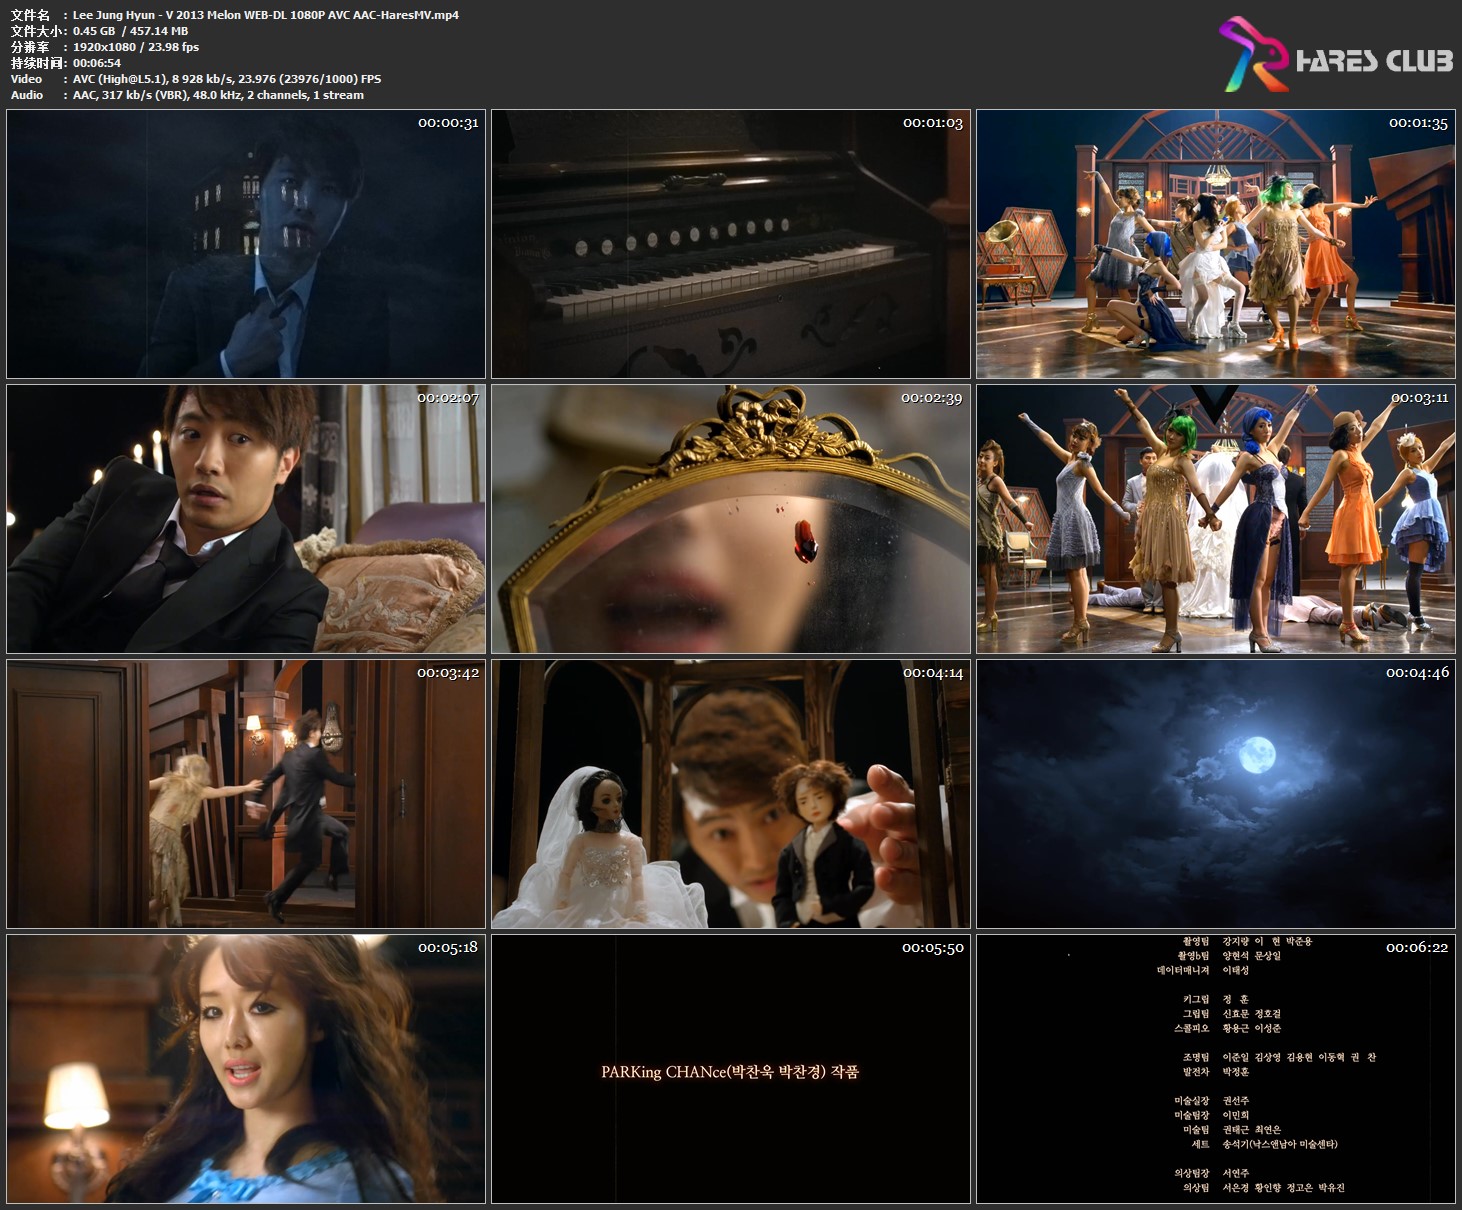 文件名 : Lee Jung Hyun - V 2013 Melon WEB-DL 1080P AVC AAC-HaresMV.mp4
文件大小: 0.45 GB / 457.14 MB
分辨率 : 1920x1080 / 23.98 fps
持续时间: 00:06:54
Video : AVC (High@L5.1), 8 928 kb/s, 23.976 (23976/1000) FPS
Audio : AAC, 317 kb/s (VBR), 48.0 kHz, 2 channels, 1 stream
HARES CLUB
00:00:31
00:01:03
00:01:35
00:02:07
00:02:39
00:03:11
00:03:42
00:04:14
00:04:46
00:05:18
00:05:50
PARKing CHANce(박찬욱 박찬경) 작품
00:06:22
촬영팀 강지량 이 현 박준용
촬영b팀 양현석 문상일
데이터매니져 이태성
키그립 정 훈
그립팀 신효문 정호걸
스콜피오 황용근 이성준
조명팀 이준일 김상영 김용현 이동혁 권 찬
발전차 박정훈
미술실장 권선주
미술팀장 이민희
미술팀 권태근 최연은
세트 송석기(낙스앤남아 미술센타)
의상팀장 서연주
의상팀 서은경 황인향 정고은 박유진